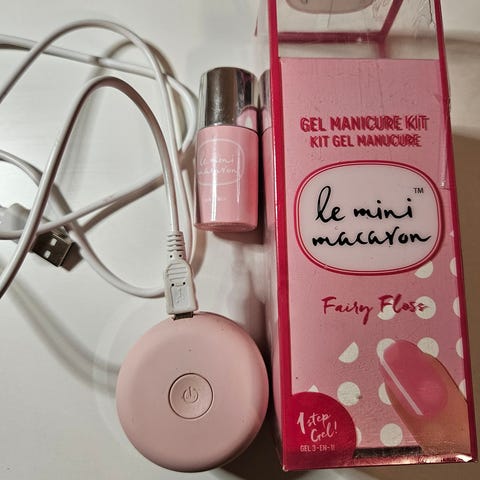 GEL MANICURE KIT
KIT GEL MANUCURE
le mini
macaron
TM
Fairy Floss
1 step
Gel!
GEL 3-EN-1!
le mini
macaron